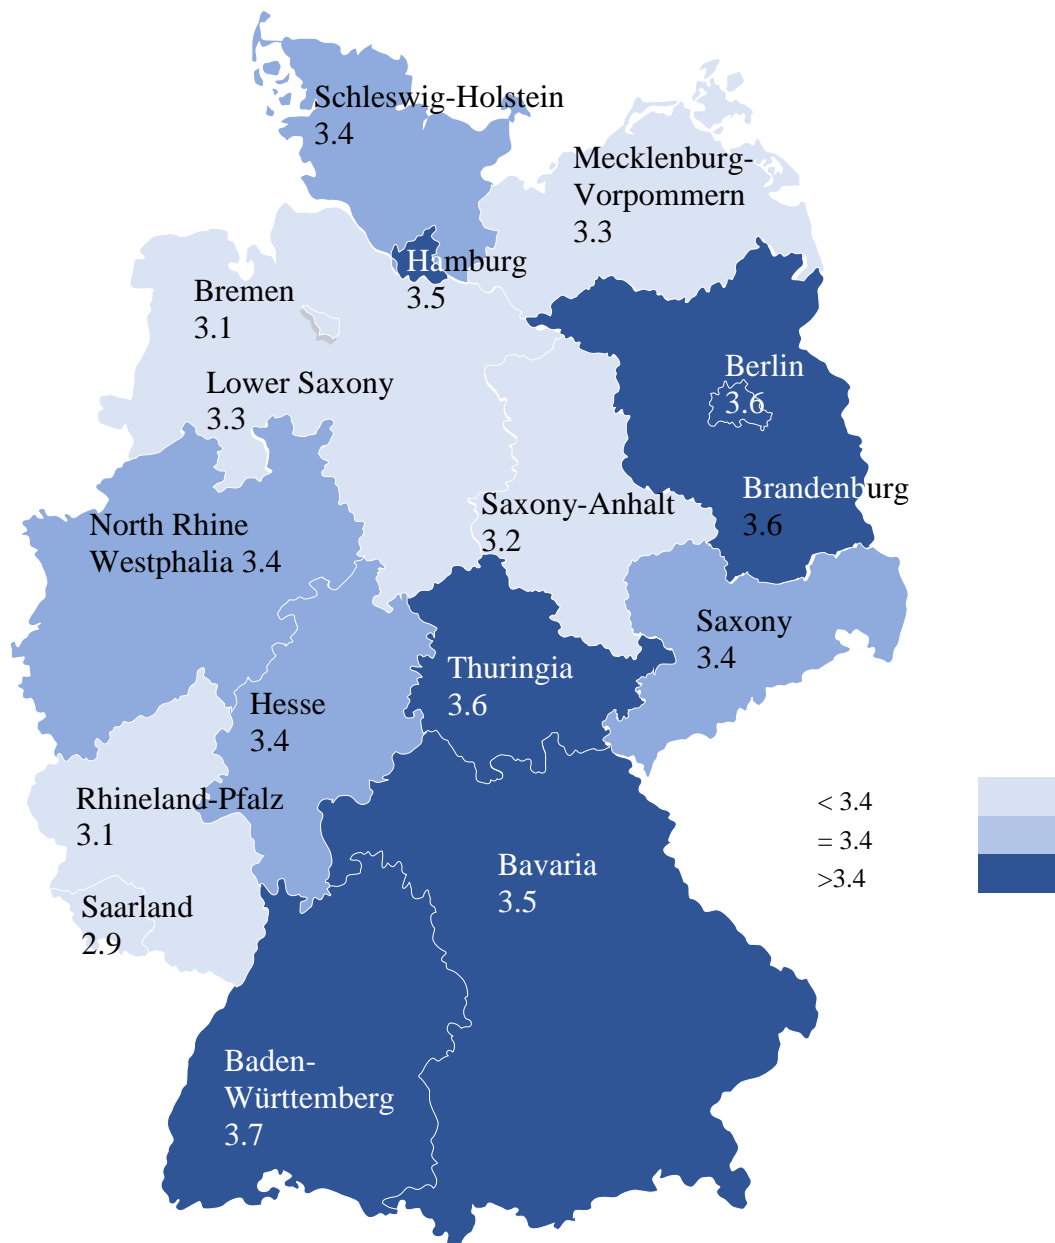 Schleswig-Holstein
3.4
Mecklenburg-
Vorpommern
3.3
Hamburg
3.5
Bremen
3.1
Lower Saxony
3.3
Berlin
3.6
Brandenburg
3.6
Saxony-Anhalt
3.2
North Rhine
Westphalia 3.4
Saxony
3.4
Thuringia
3.6
Hesse
3.4
Rhineland-Pfalz
3.1
< 3.4
= 3.4
>3.4
Bavaria
3.5
Saarland
2.9
Baden-
Württemberg
3.7